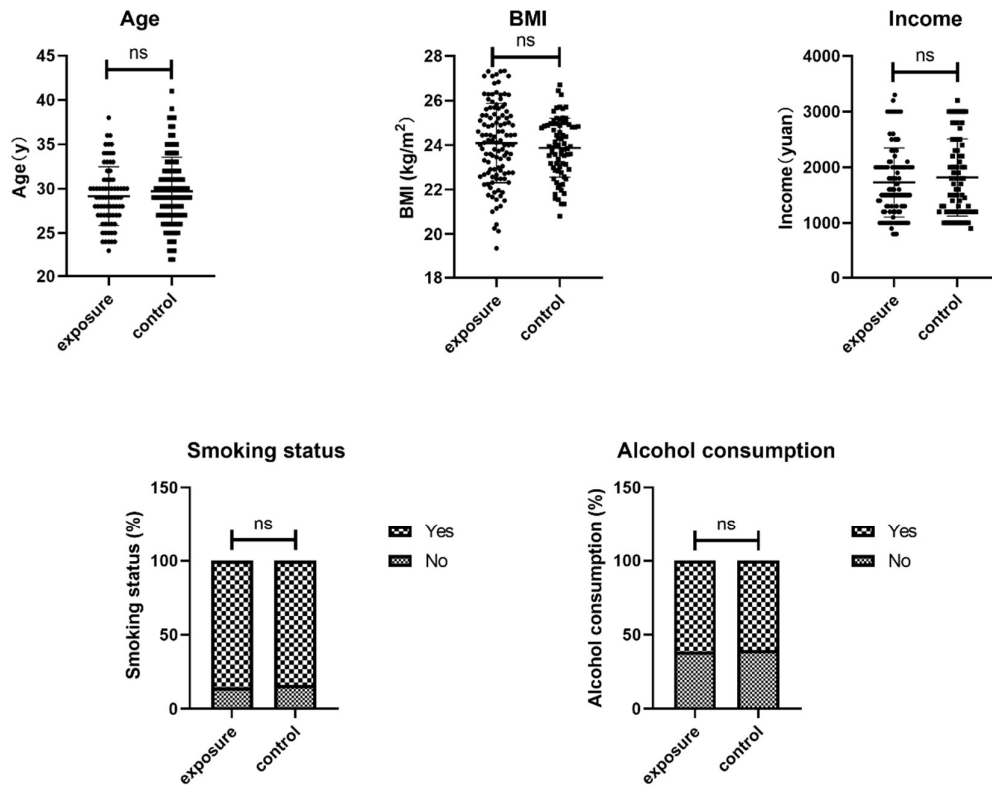 Age
ns
45
40
35
30
25
20
Age(y)
exposure
control
BMI
ns
28
26
24
22
20
18
BMI (kg/m²)
exposure
control
Income
ns
4000
3000
2000
1000
0
Income(yuan)
exposure
control
Smoking status
ns
150
100
50
0
Smoking status (%)
exposure
control
Yes
No
Alcohol consumption
ns
150
100
50
0
Alcohol consumption (%)
exposure
control
Yes
No